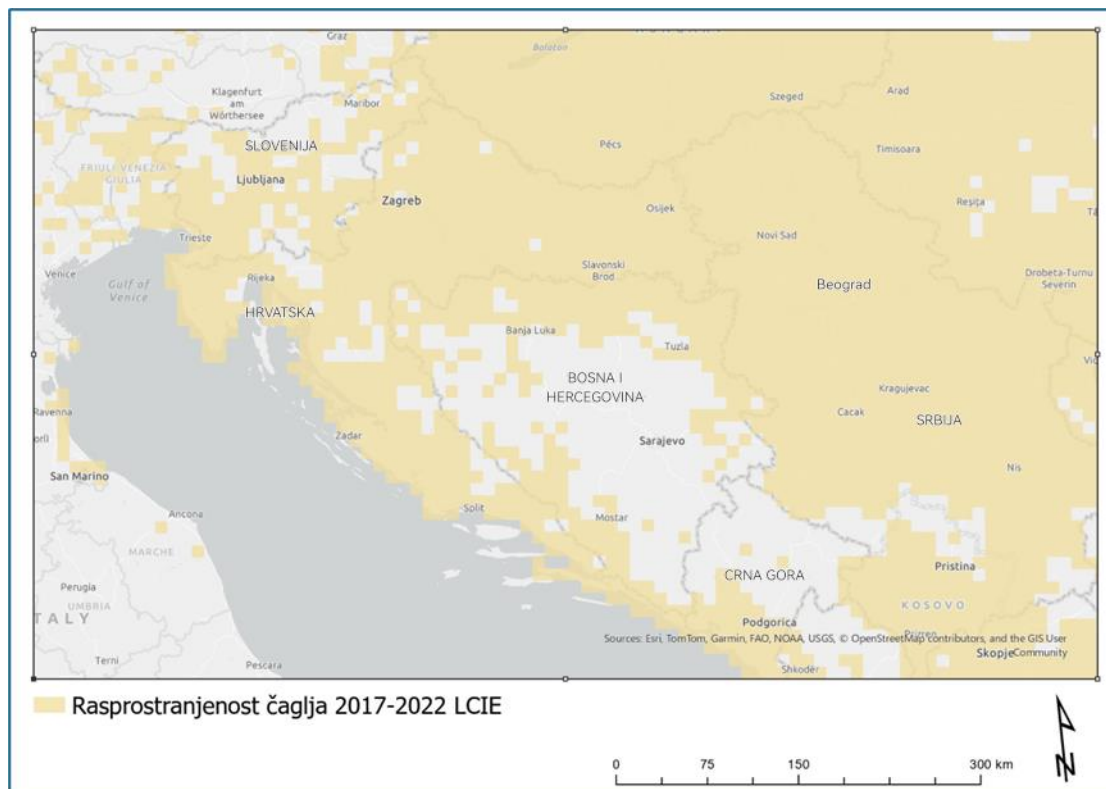 Graz
Balaton
Klagenfurt
am
Wörthersee
Maribor
Szeged
Arad
SLOVENIJA
Pécs
Timisoara
FRIULI VENEZIA
GIULIA
Ljubljana
Zagreb
Osijek
Reșița
Trieste
Novi Sad
Venice
Gulf of
Venice
Rijeka
Slavonski
Brod
Beograd
Drobeta-Turnu
Severin
HRVATSKA
Banja Luka
Tuzla
BOSNA I
HERCEGOVINA
Kragujevac
Ravenna
Cacak
SRBIJA
Zadar
Sarajevo
Nis
San Marino
Split
Ancona
Mostar
MARCHE
CRNA GORA
Pristina
Perugia
UMBRIA
KOSOVO
TALY
Podgorica
Prizren
Sources: Esri, TomTom, Garmin, FAO, NOAA, USGS, © OpenStreetMap contributors, and the GIS User
Community
Skopje
Terni
Pescara
Shkodër
Rasprostranjenost čaglja 2017-2022 LCIE
0 75 150 300 km
N